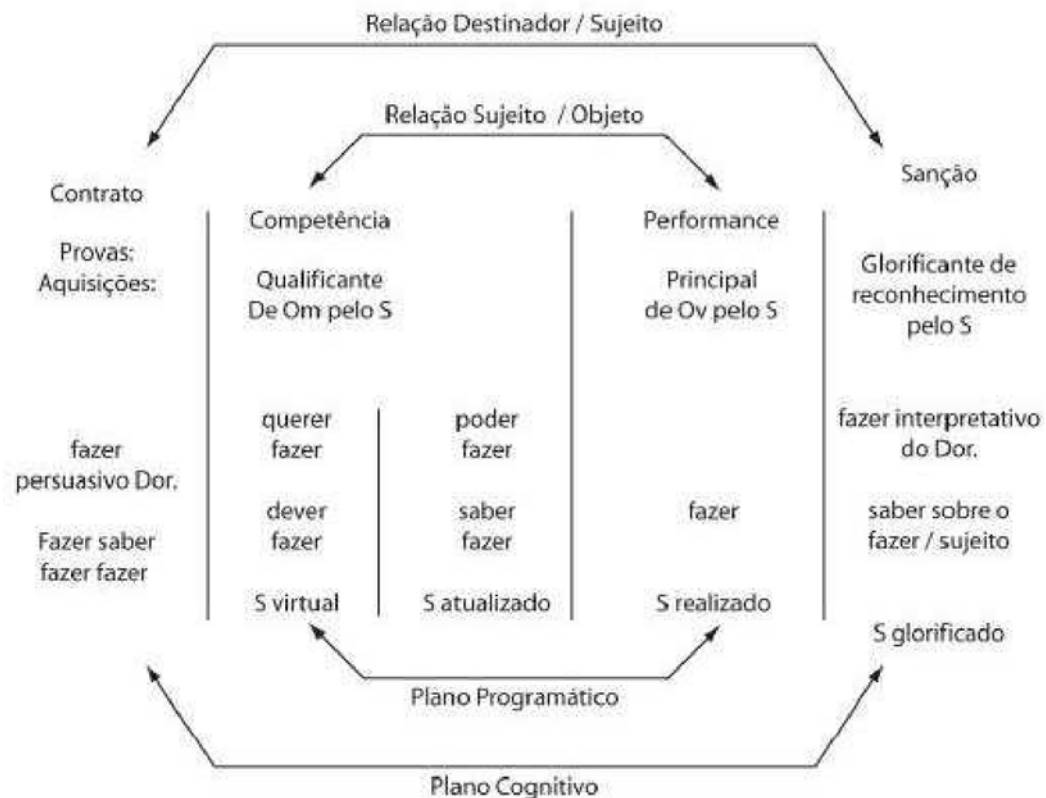 Relação Destinador / Sujeito
Relação Sujeito / Objeto
Contrato
Provas:
Aquisições:
fazer
persuasivo Dor.
Fazer saber
fazer fazer
Competência
Qualificante
De Om pelo S
querer
fazer
dever
fazer
S virtual
poder
fazer
saber
fazer
S atualizado
Performance
Principal
de Ov pelo S
fazer
S realizado
Sanção
Glorificante de
reconhecimento
pelo S
fazer interpretativo
do Dor.
saber sobre o
fazer / sujeito
S glorificado
Plano Programático
Plano Cognitivo